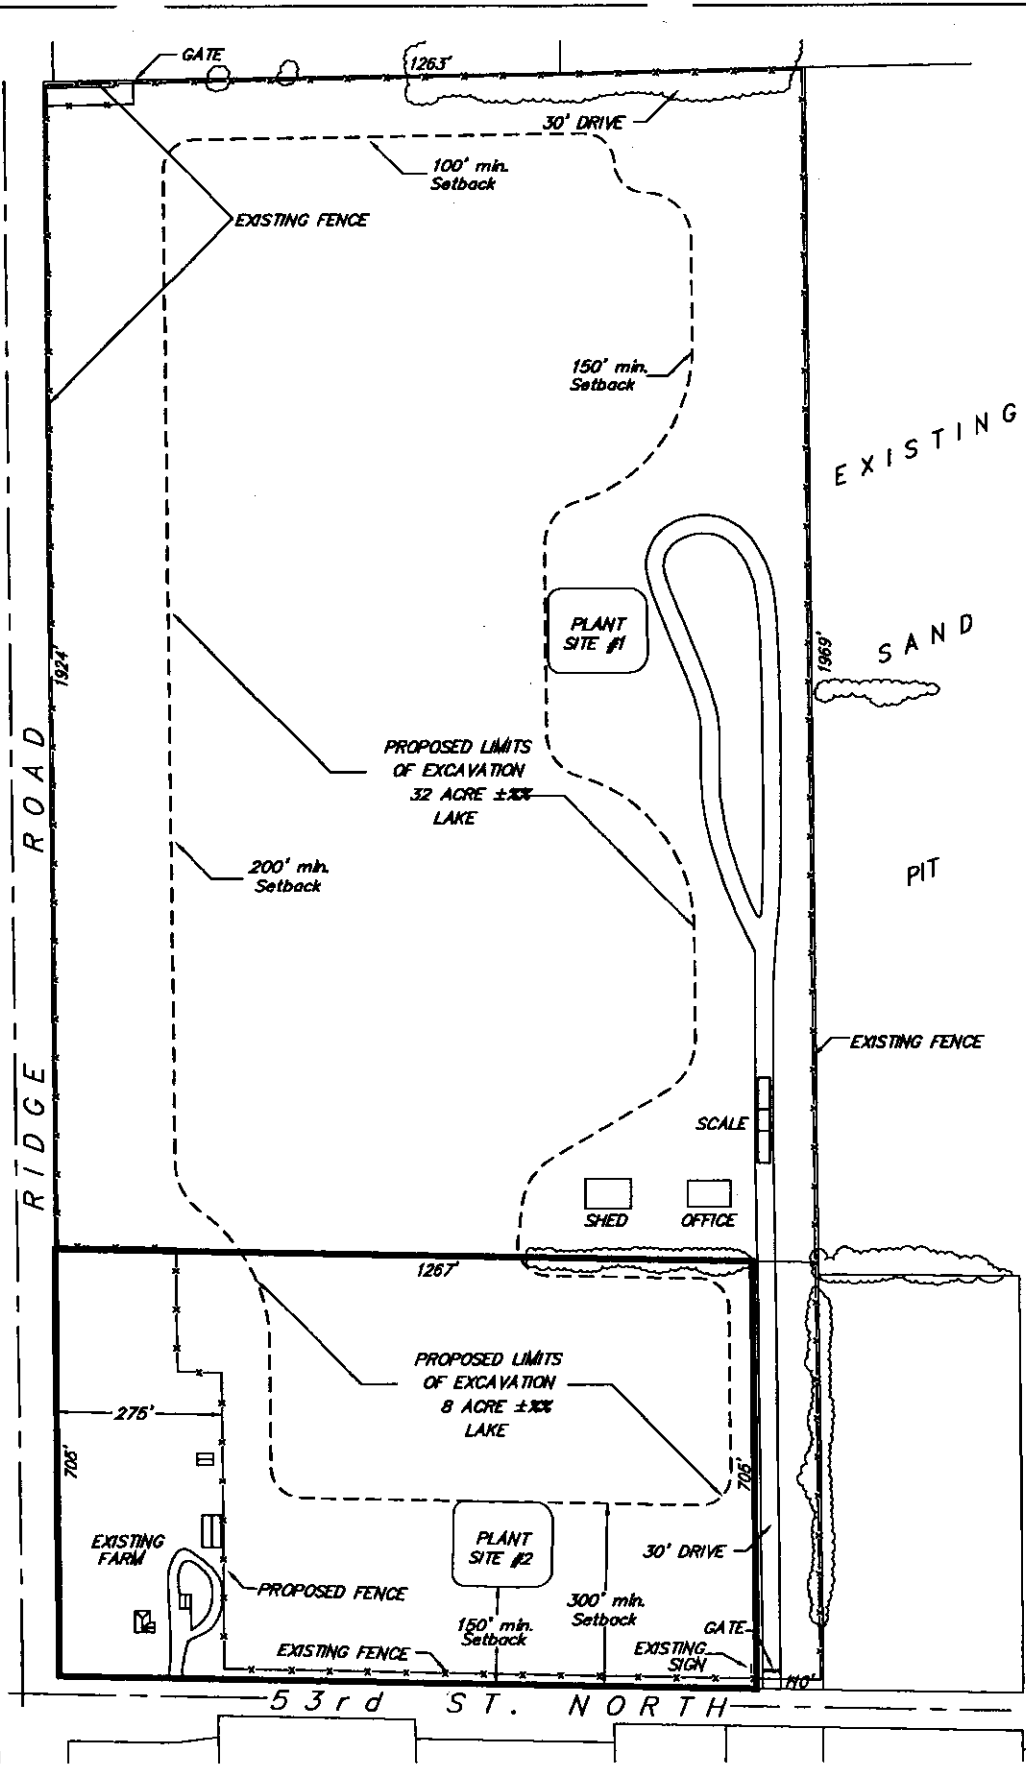 GATE
1263'
30' DRIVE
100' min.
Setback
EXISTING FENCE
150' min.
Setback
EXISTING
SAND
PIT
PLANT
SITE #1
1924'
1969'
RIDGE ROAD
PROPOSED LIMITS
OF EXCAVATION
32 ACRE ±%%
LAKE
200' min.
Setback
EXISTING FENCE
SCALE
SHED
OFFICE
1267'
PROPOSED LIMITS
OF EXCAVATION
8 ACRE ±%%
LAKE
275'
705'
705'
EXISTING
FARM
PLANT
SITE #2
30' DRIVE
PROPOSED FENCE
150' min.
Setback
300' min.
Setback
GATE
EXISTING FENCE
EXISTING
SIGN
110'
53rd ST. NORTH